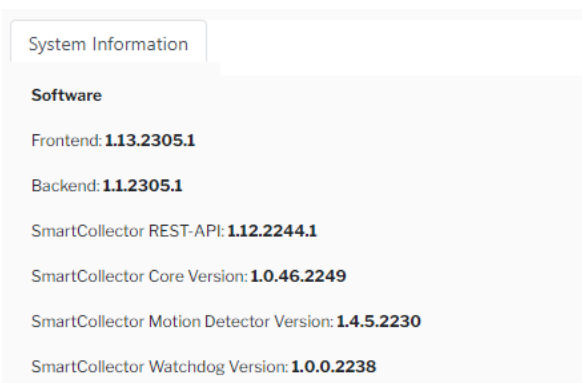 System Information
Software
Frontend: 1.13.2305.1
Backend: 1.1.2305.1
SmartCollector REST-API: 1.12.2244.1
SmartCollector Core Version: 1.0.46.2249
SmartCollector Motion Detector Version: 1.4.5.2230
SmartCollector Watchdog Version: 1.0.0.2238